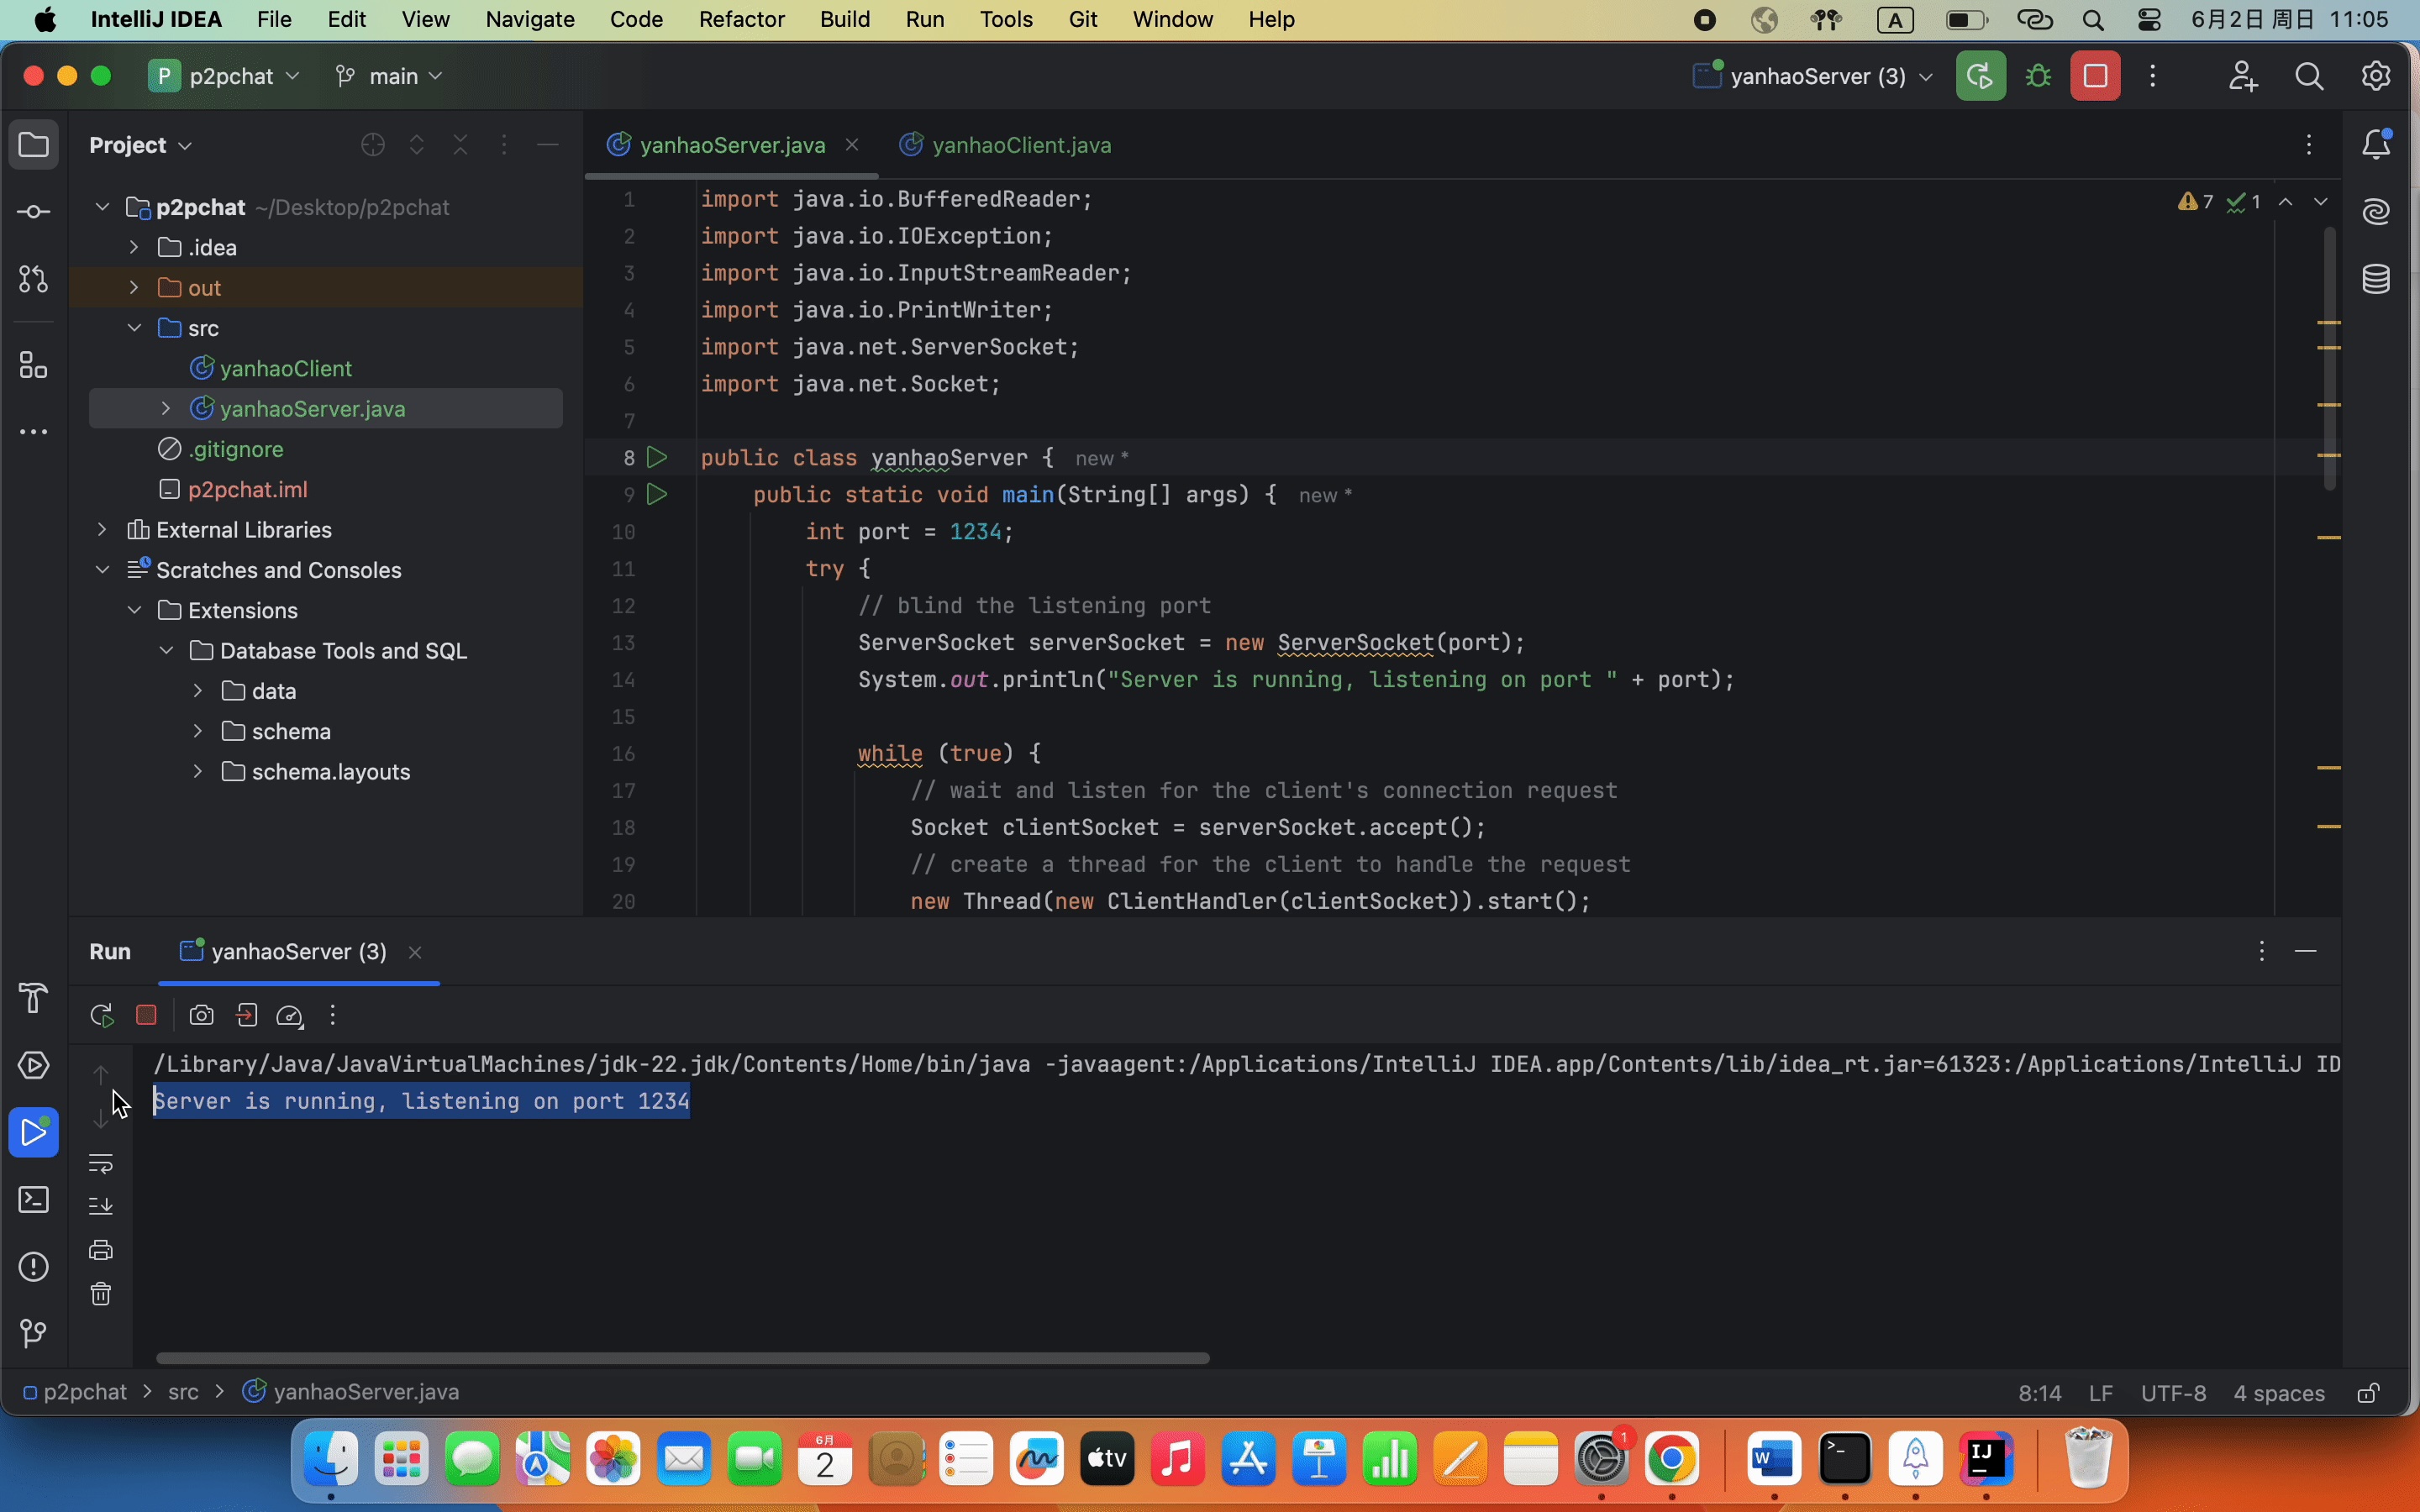 IntelliJ IDEA File Edit View Navigate Code Refactor Build Run Tools Git Window Help A 6月2日 周日 11:05
P p2pchat main yanhaoServer (3)
Project yanhaoServer.java yanhaoClient.java
p2pchat ~/Desktop/p2pchat
.idea
out
src
yanhaoClient
yanhaoServer.java
.gitignore
p2pchat.iml
External Libraries
Scratches and Consoles
Extensions
Database Tools and SQL
data
schema
schema.layouts
7 1
1 import java.io.BufferedReader;
2 import java.io.IOException;
3 import java.io.InputStreamReader;
4 import java.io.PrintWriter;
5 import java.net.ServerSocket;
6 import java.net.Socket;
7
8 public class yanhaoServer { new *
9 public static void main(String[] args) { new *
10 int port = 1234;
11 try {
12 // blind the listening port
13 ServerSocket serverSocket = new ServerSocket(port);
14 System.out.println("Server is running, listening on port " + port);
15
16 while (true) {
17 // wait and listen for the client's connection request
18 Socket clientSocket = serverSocket.accept();
19 // create a thread for the client to handle the request
20 new Thread(new ClientHandler(clientSocket)).start();
Run yanhaoServer (3)
/Library/Java/JavaVirtualMachines/jdk-22.jdk/Contents/Home/bin/java -javaagent:/Applications/IntelliJ IDEA.app/Contents/lib/idea_rt.jar=61323:/Applications/IntelliJ ID
Server is running, listening on port 1234
p2pchat > src > yanhaoServer.java 8:14 LF UTF-8 4 spaces
6月
2
tv
1
W
>_
IJ